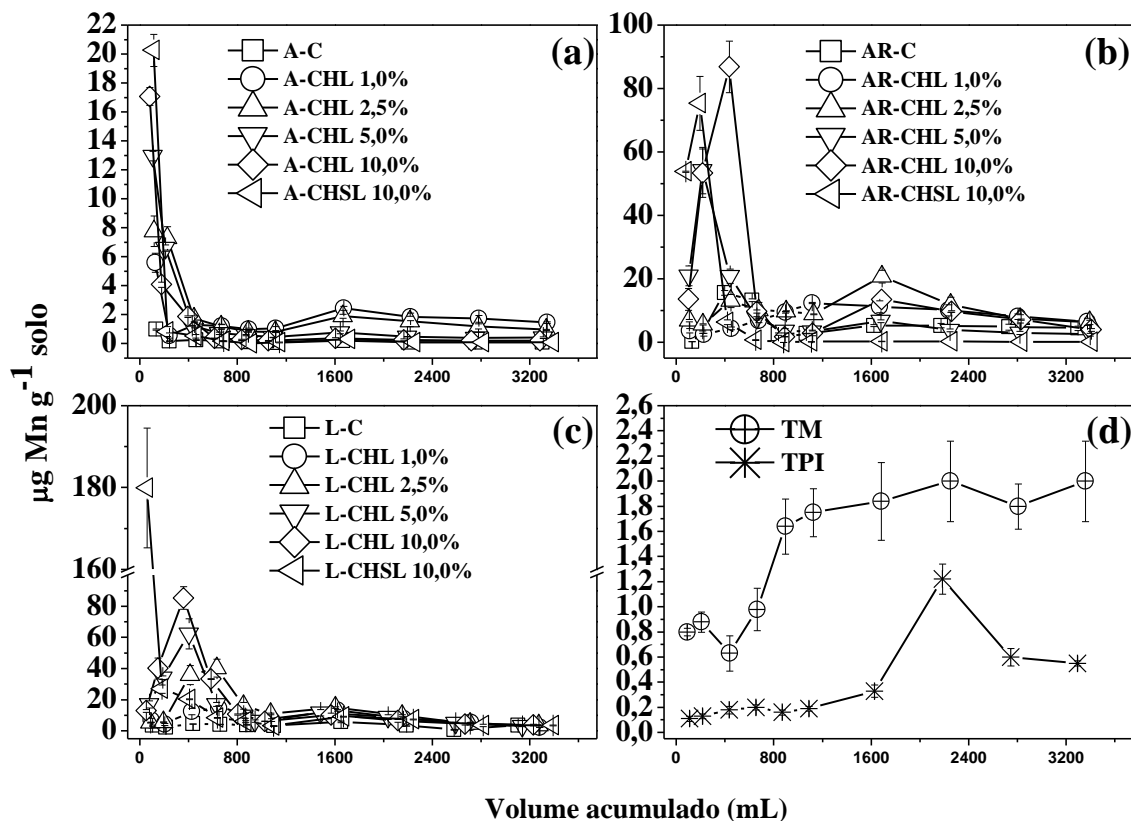 µg Mn g-1 solo
(a)
22
20
18
16
14
12
10
8
6
4
2
0
A-C
A-CHL 1,0%
A-CHL 2,5%
A-CHL 5,0%
A-CHL 10,0%
A-CHSL 10,0%
0 800 1600 2400 3200
(b)
100
80
60
40
20
0
AR-C
AR-CHL 1,0%
AR-CHL 2,5%
AR-CHL 5,0%
AR-CHL 10,0%
AR-CHSL 10,0%
0 800 1600 2400 3200
(c)
200
180
160
80
60
40
20
0
L-C
L-CHL 1,0%
L-CHL 2,5%
L-CHL 5,0%
L-CHL 10,0%
L-CHSL 10,0%
0 800 1600 2400 3200
(d)
2,6
2,4
2,2
2,0
1,8
1,6
1,4
1,2
1,0
0,8
0,6
0,4
0,2
0,0
TM
TPI
0 800 1600 2400 3200
Volume acumulado (mL)